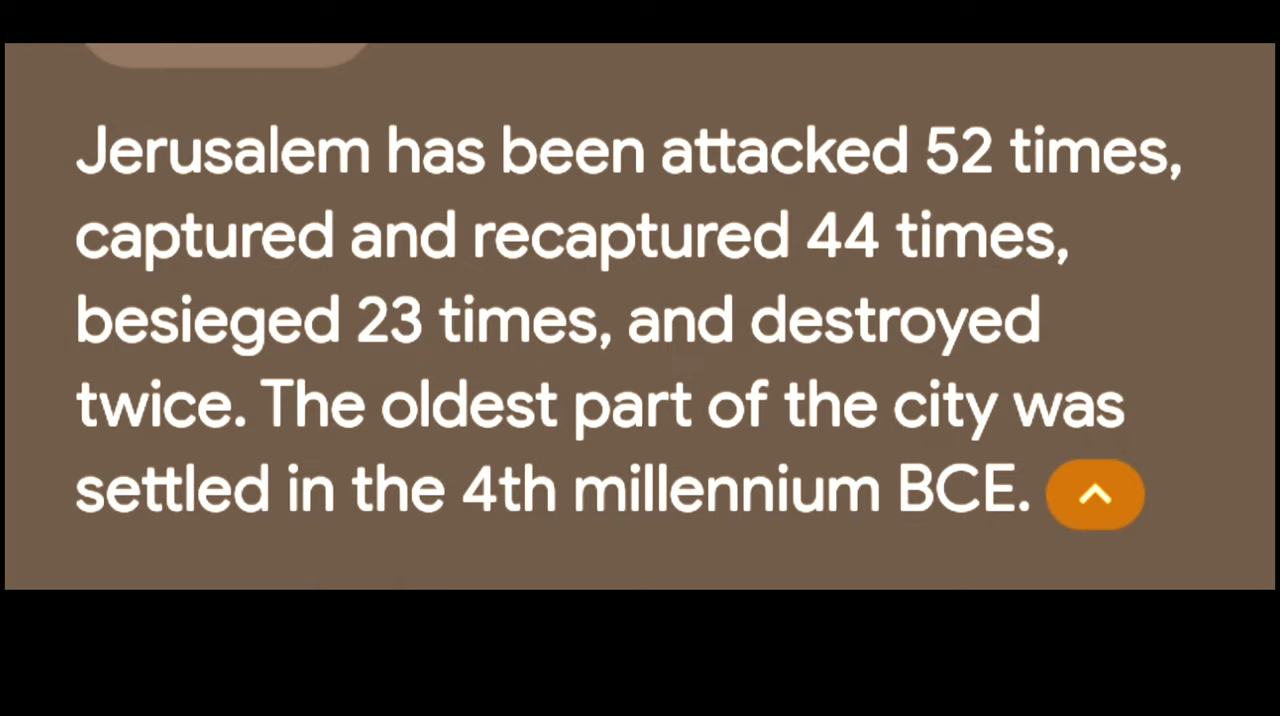 Jerusalem has been attacked 52 times,
captured and recaptured 44 times,
besieged 23 times, and destroyed
twice. The oldest part of the city was
settled in the 4th millennium BCE.